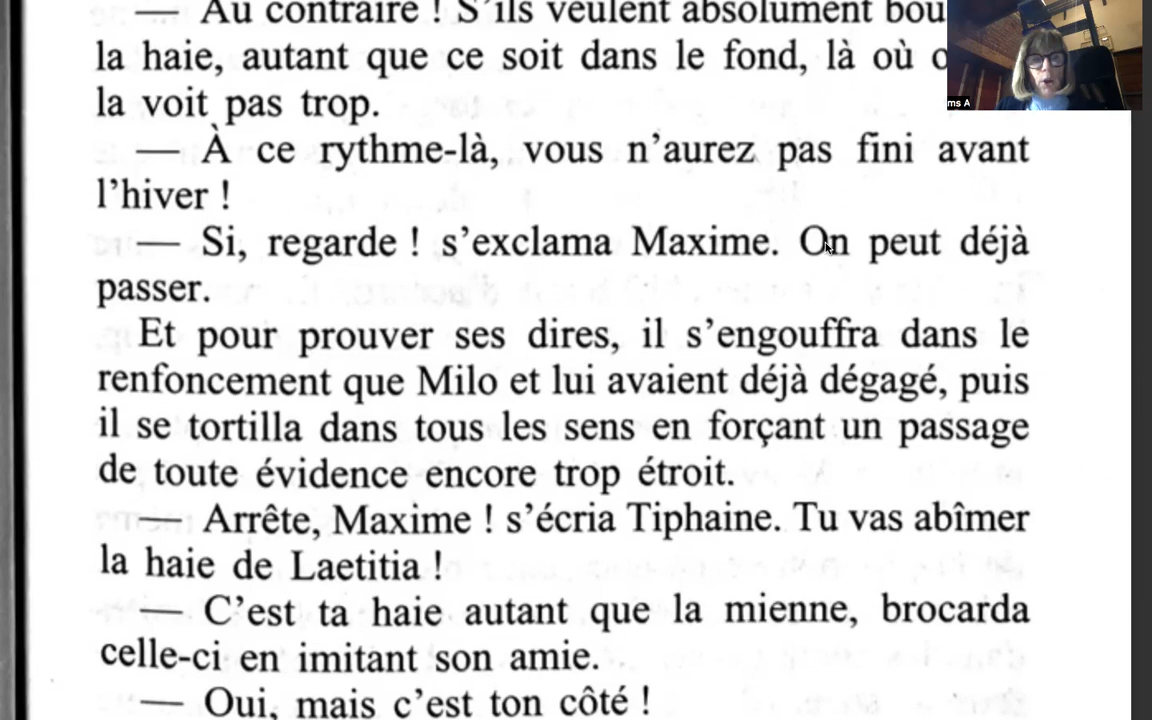 — Au contraire ! S'ils veulent absolument
la haie, autant que ce soit dans le fond, là où
la voit pas trop.
— À ce rythme-là, vous n'aurez pas fini avant
l'hiver !
— Si, regarde ! s'exclama Maxime. On peut déjà
passer.
Et pour prouver ses dires, il s'engouffra dans le
renfoncement que Milo et lui avaient déjà dégagé, puis
il se tortilla dans tous les sens en forçant un passage
de toute évidence encore trop étroit.
— Arrête, Maxime ! s'écria Tiphaine. Tu vas abîmer
la haie de Laetitia !
— C'est ta haie autant que la mienne, brocarda
celle-ci en imitant son amie.
— Oui, mais c'est ton côté !
ms A